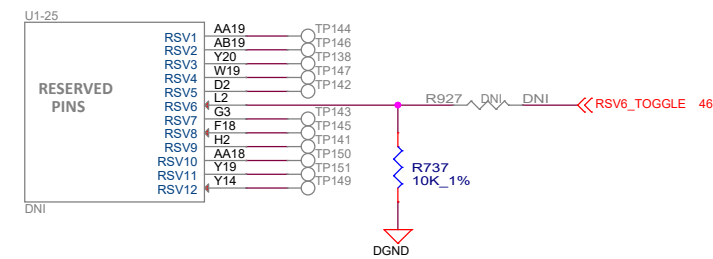 U1-25
RESERVED
PINS
RSV1 AA19 TP144
RSV2 AB19 TP146
RSV3 Y20 TP138
RSV4 W19 TP147
RSV5 D2 TP142
RSV6 L2 R927 DNI DNI RSV6_TOGGLE 46
RSV7 G3 TP143
RSV8 F18 TP145
RSV9 H2 TP141
RSV10 AA18 TP150
RSV11 Y19 TP151
RSV12 Y14 TP149
R737
10K_1%
DNI
DGND